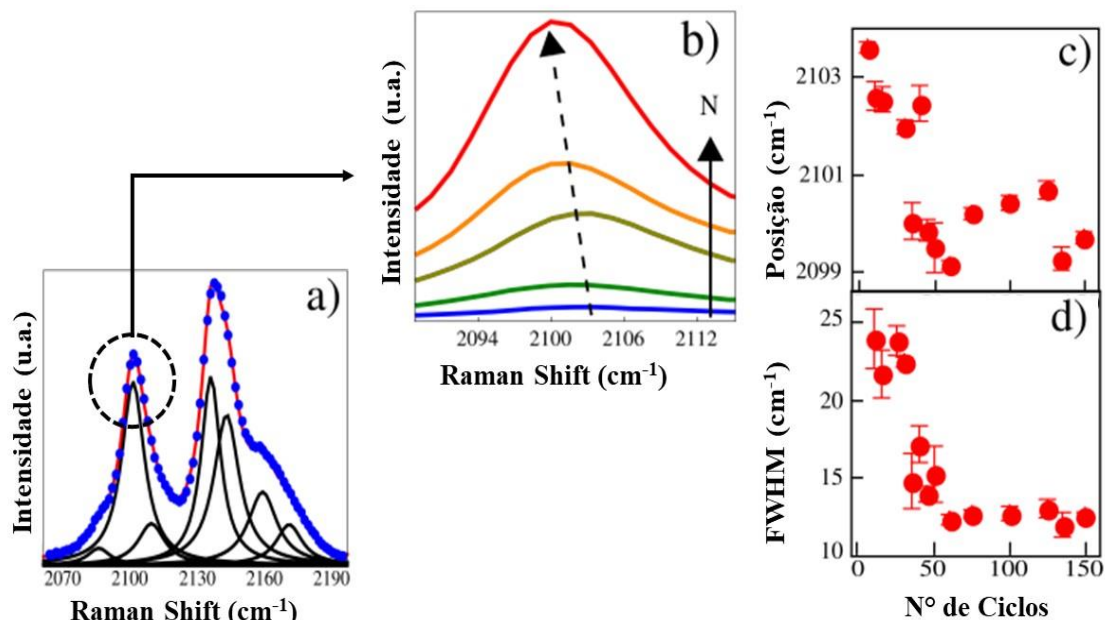 a)
Intensidade (u.a.)
2070 2100 2130 2160 2190
Raman Shift (cm⁻¹)
b)
N
Intensidade (u.a.)
2094 2100 2106 2112
Raman Shift (cm⁻¹)
c)
Posição (cm⁻¹)
2103
2101
2099
d)
FWHM (cm⁻¹)
25
20
15
10
0 50 100 150
N° de Ciclos